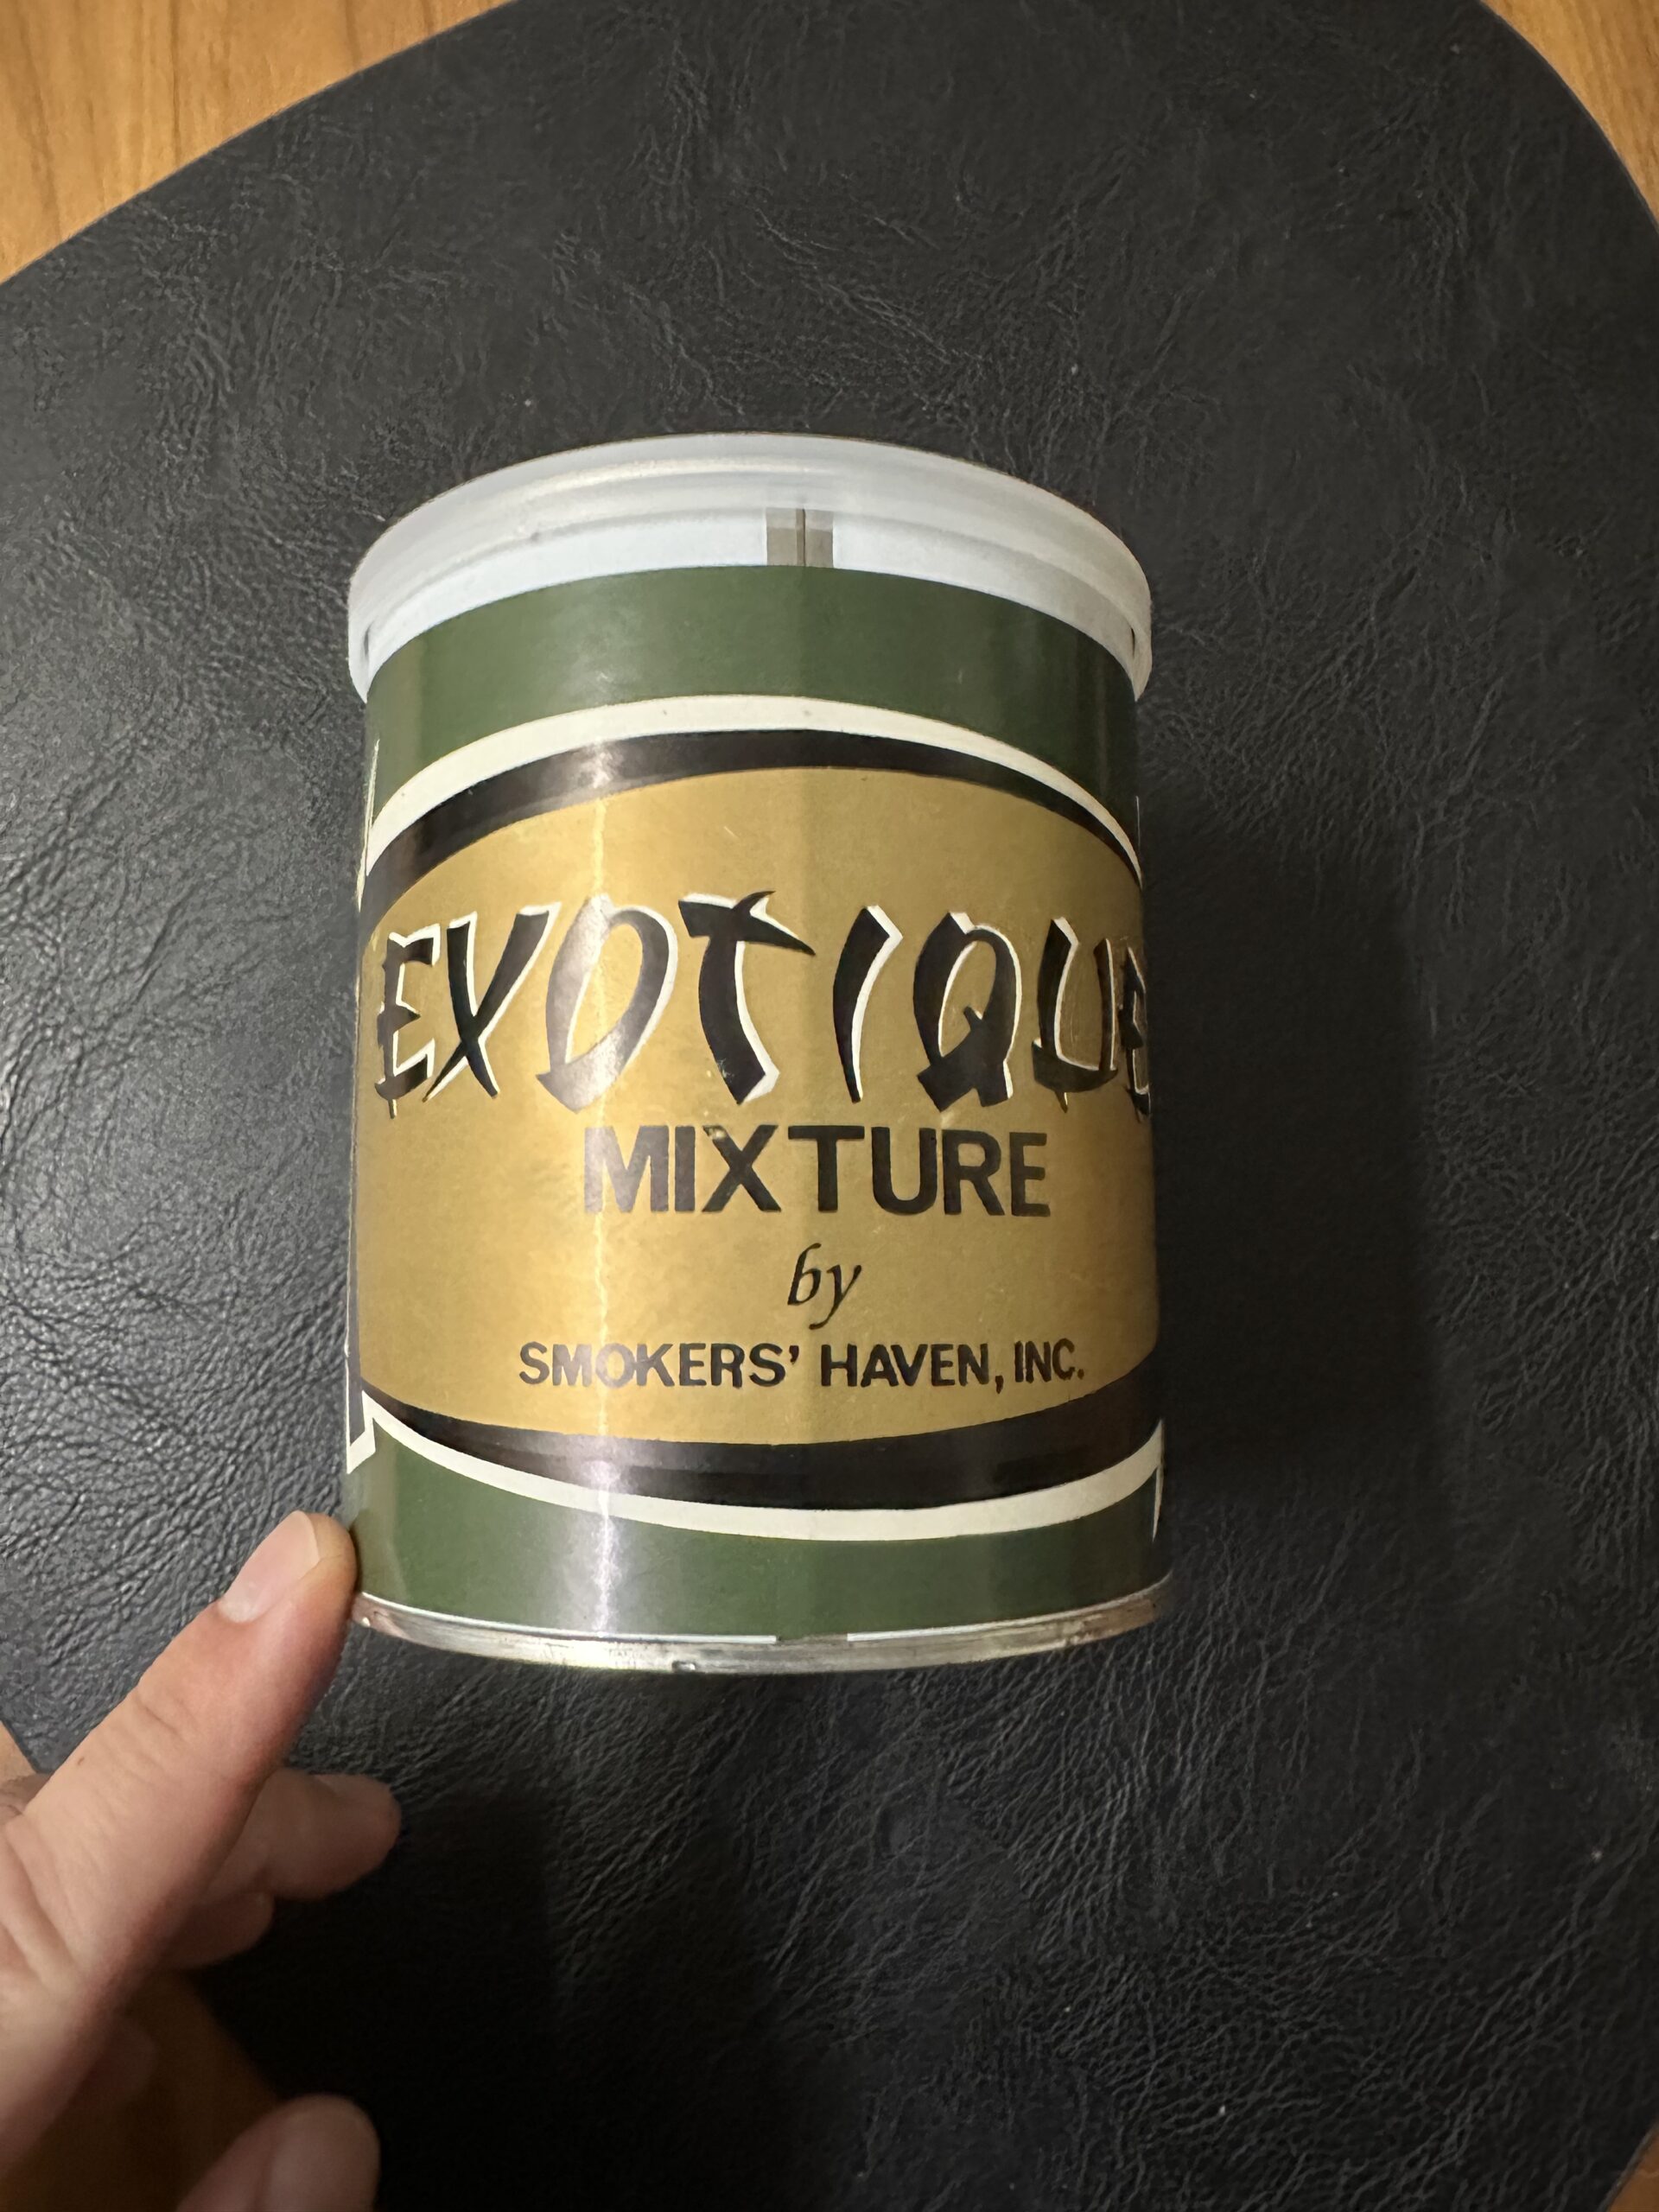 EXOTIQUE
MIXTURE
by
SMOKERS' HAVEN, INC.